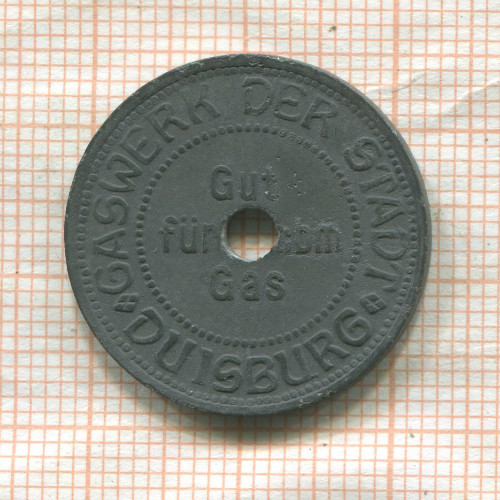 GASWERK DER STADT
DUISBURG
Gut
für cbm
Gas